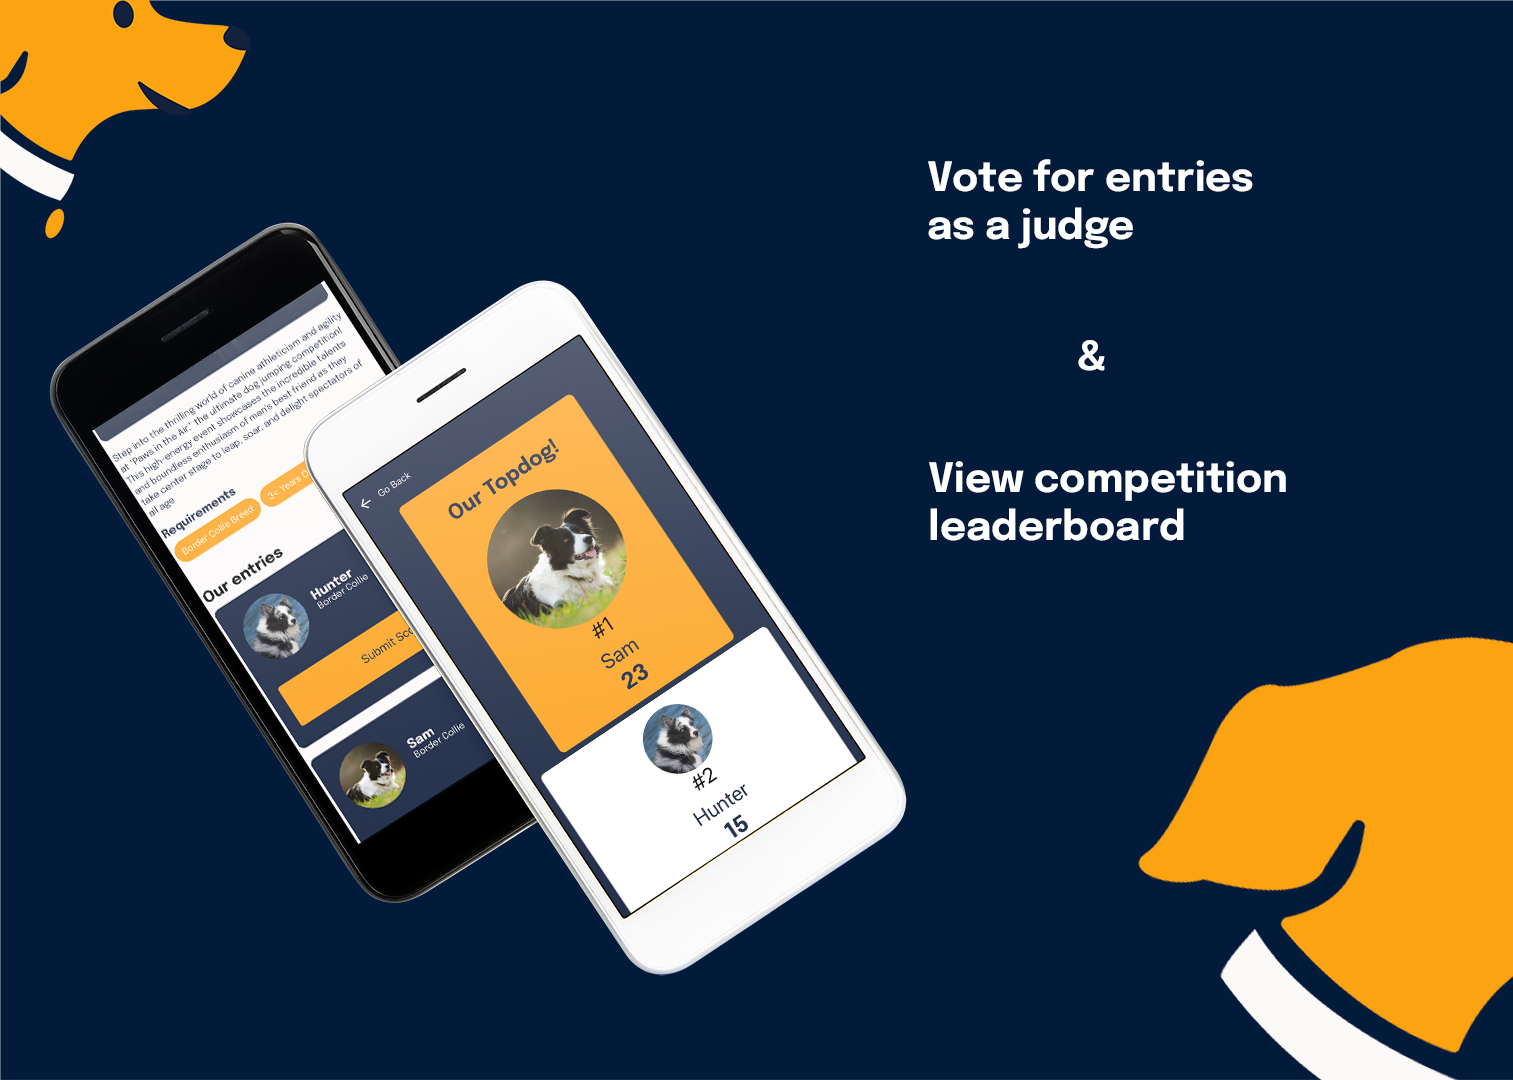 Vote for entries
as a judge
&
View competition
leaderboard
Step into the thrilling world of canine athleticism and agility
at "Paws in the Air," the ultimate dog jumping competition!
This high-energy event showcases the incredible talents
and boundless enthusiasm of man's best friend as they
take center stage to leap, soar, and delight spectators of
all age
Requirements
Border Collie Breed
3< Years
Our entries
Hunter
Border Collie
Submit
Sam
Border Collie
Go Back
Our Topdog!
#1
Sam
23
#2
Hunter
15